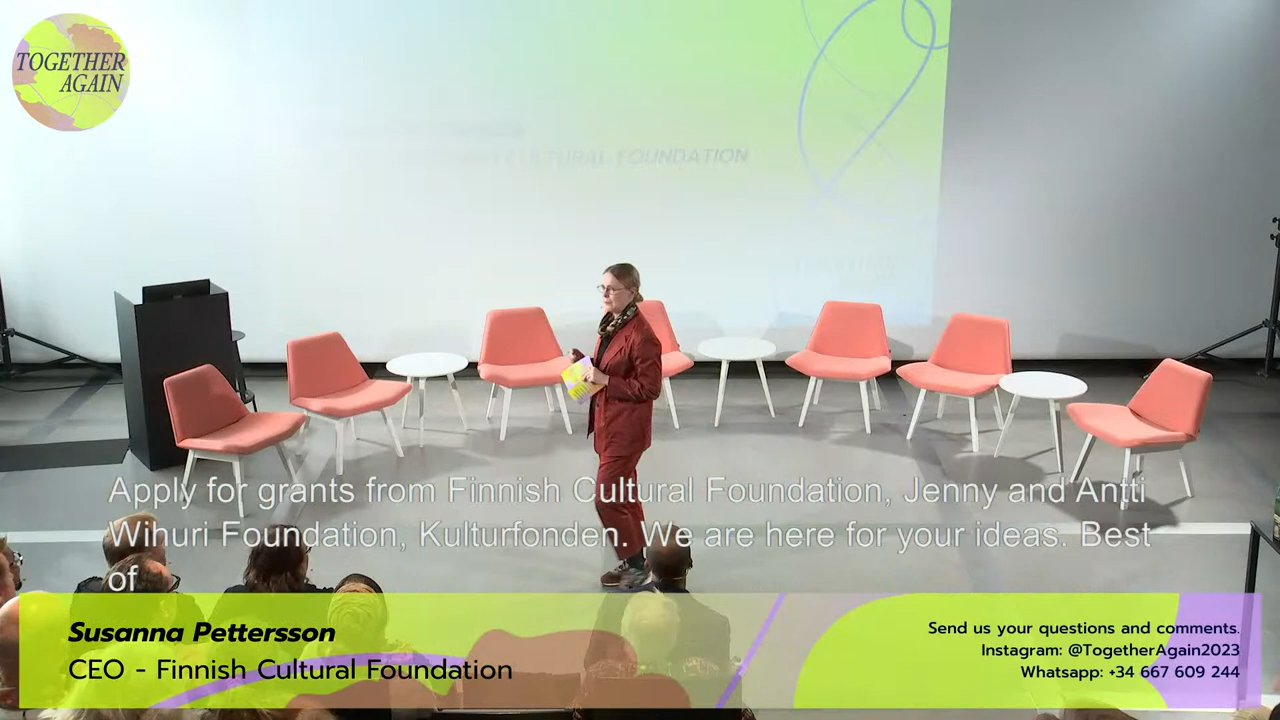 TOGETHER
AGAIN
CULTURAL FOUNDATION
Apply for grants from Finnish Cultural Foundation, Jenny and Antti
Wihuri Foundation, Kulturfonden. We are here for your ideas. Best
of
Susanna Pettersson
CEO - Finnish Cultural Foundation
Send us your questions and comments.
Instagram: @TogetherAgain2023
Whatsapp: +34 667 609 244